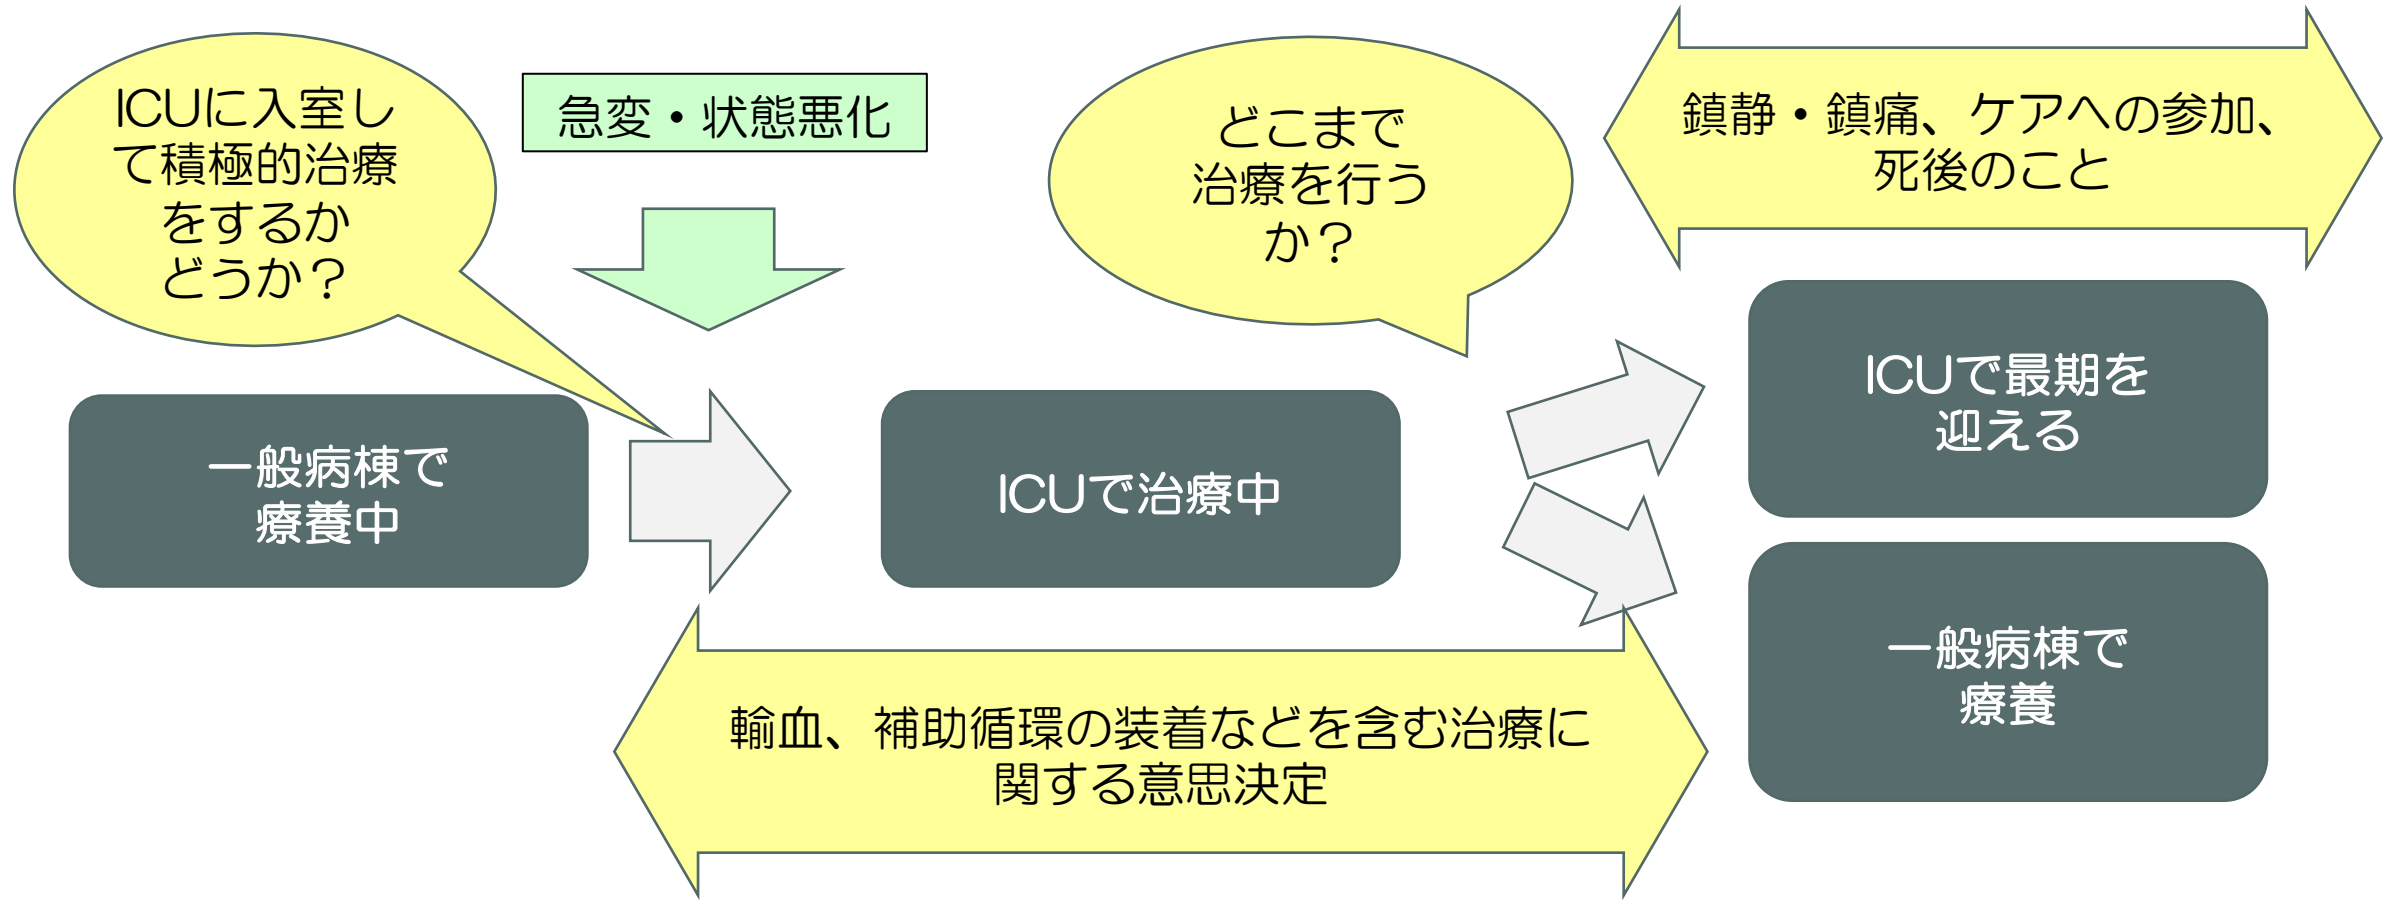 ICUに入室し
て積極的治療
をするか
どうか？
急変・状態悪化
どこまで
治療を行う
か？
鎮静・鎮痛、ケアへの参加、
死後のこと
一般病棟で
療養中
ICUで治療中
ICUで最期を
迎える
一般病棟で
療養
輸血、補助循環の装着などを含む治療に
関する意思決定